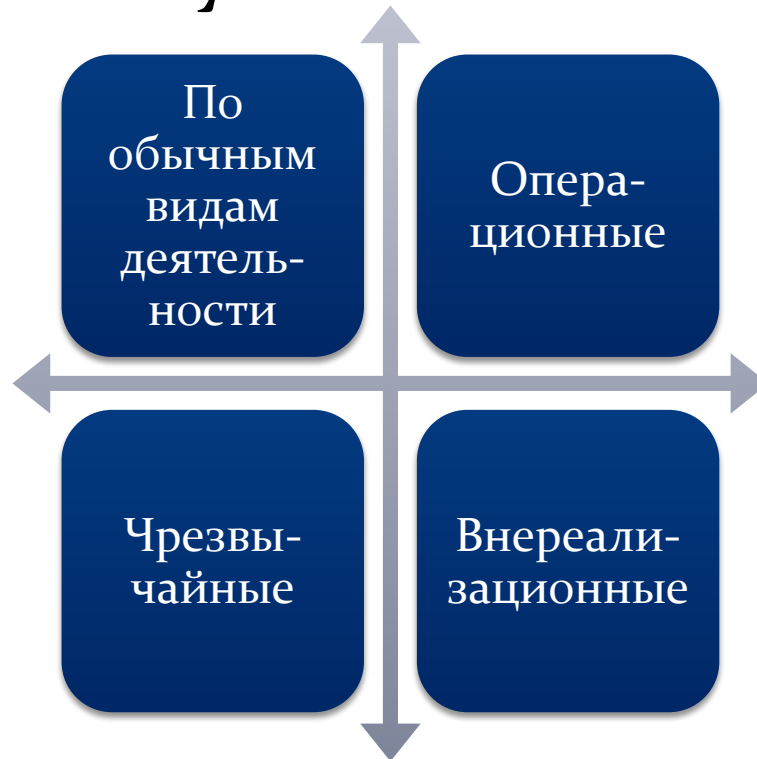 По
обычным
видам
деятель-
ности
Опера-
ционные
Чрезвы-
чайные
Внереали-
зационные